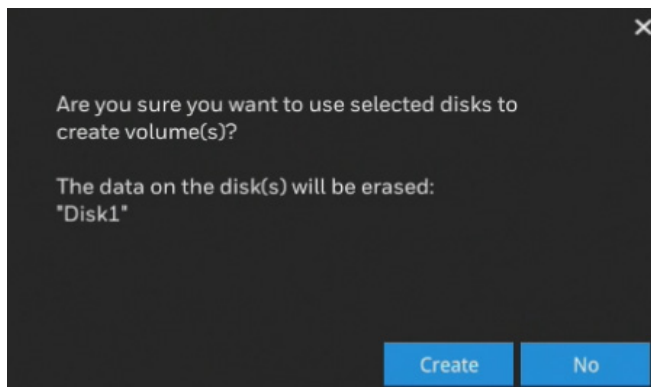 Are you sure you want to use selected disks to
create volume(s)?
The data on the disk(s) will be erased:
"Disk1"
Create
No